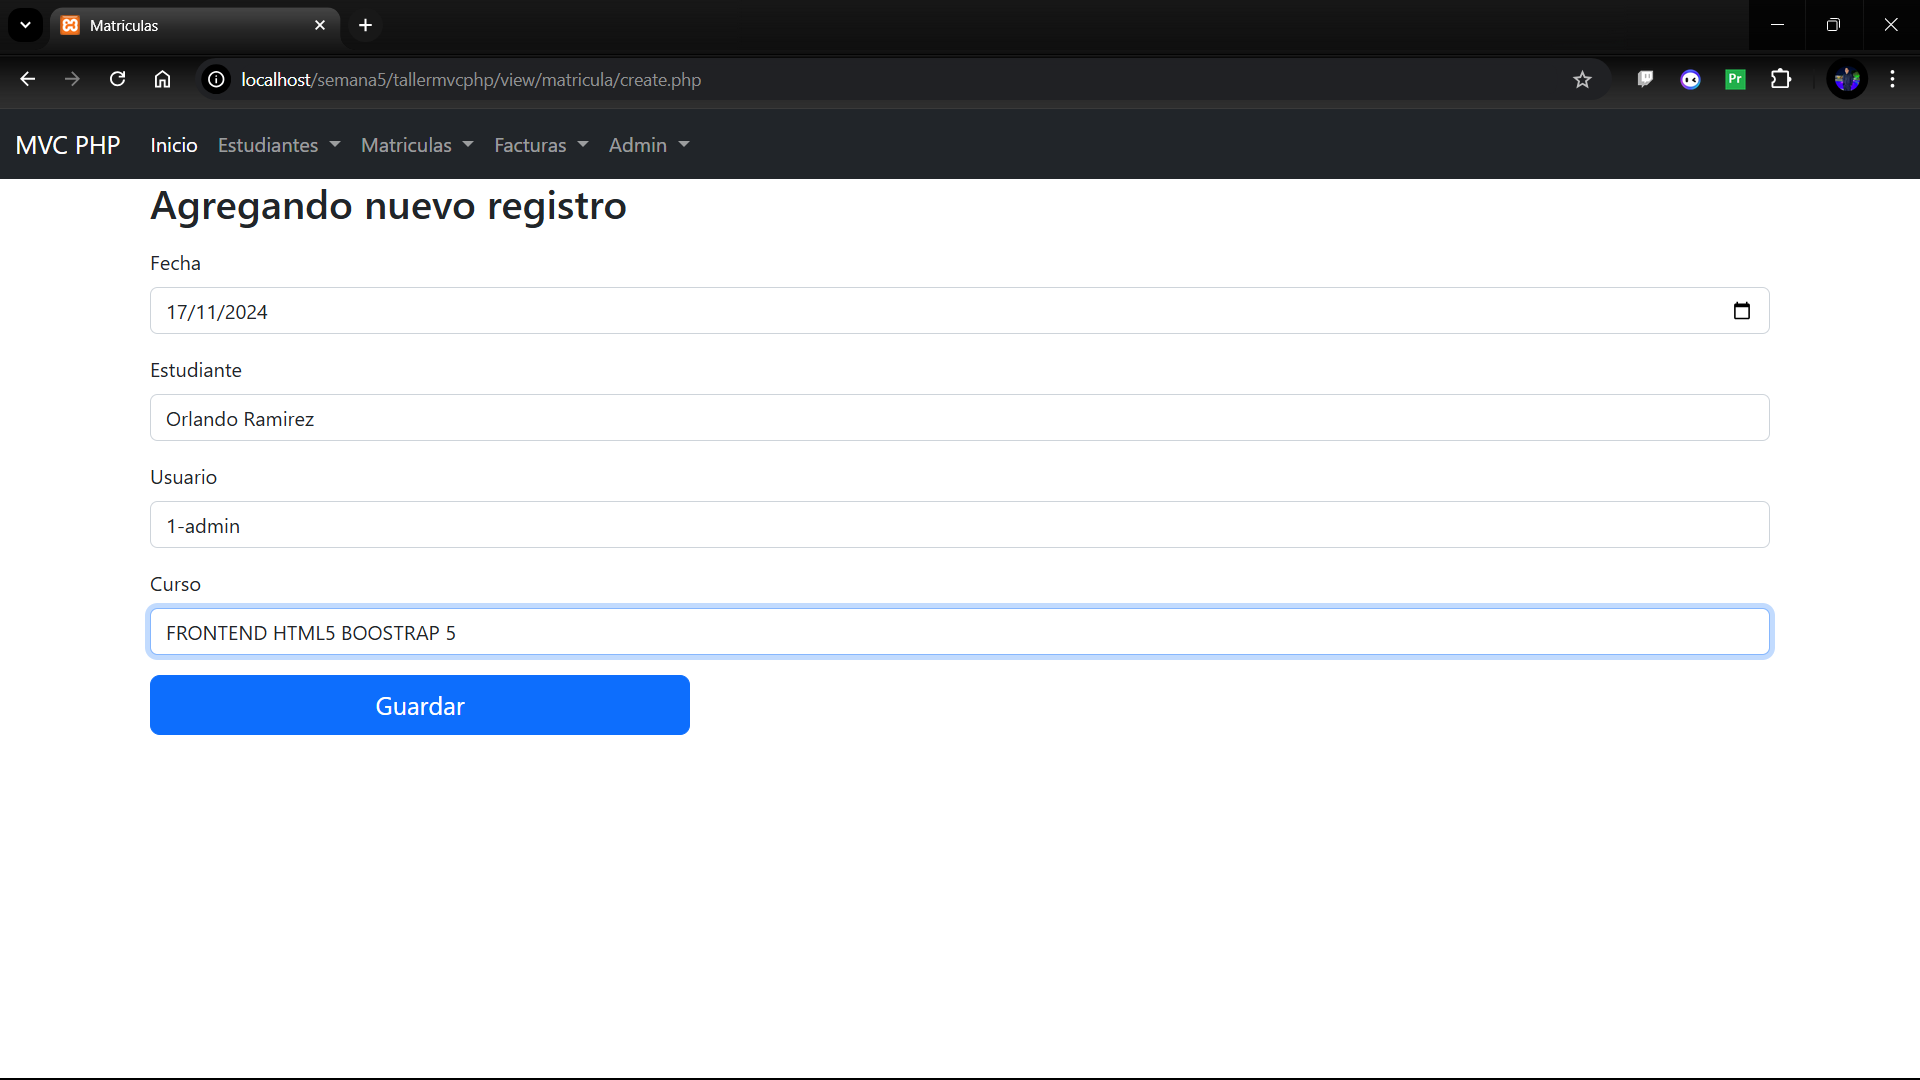 Matriculas
localhost/semana5/tallermvcphp/view/matricula/create.php
Pr
MVC PHP Inicio Estudiantes Matriculas Facturas Admin
Agregando nuevo registro
Fecha
17/11/2024
Estudiante
Orlando Ramirez
Usuario
1-admin
Curso
FRONTEND HTML5 BOOSTRAP 5
Guardar